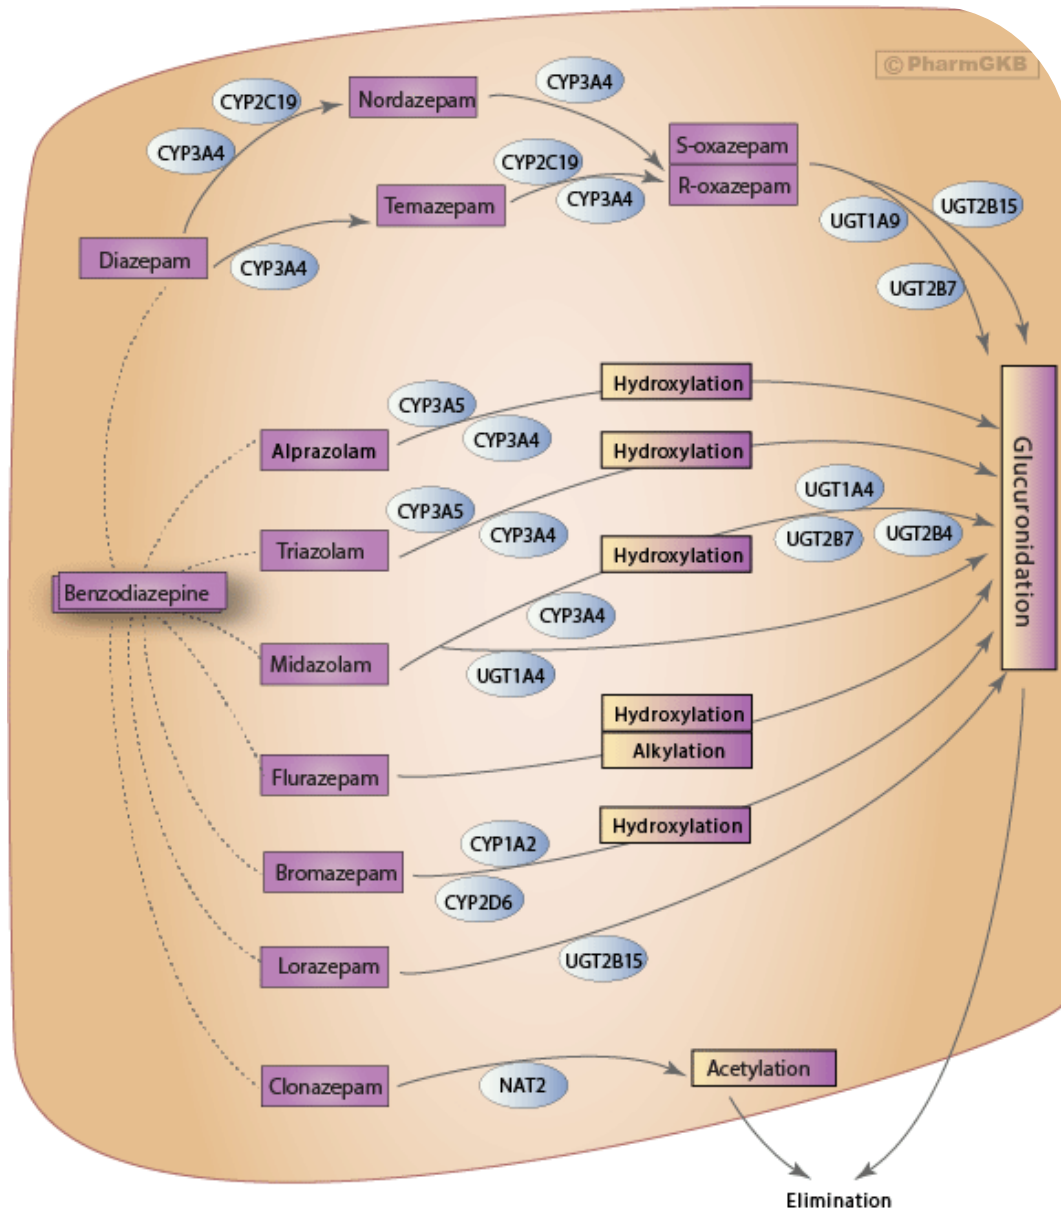 © PharmGKB
CYP2C19
Nordazepam
CYP3A4
CYP3A4
S-oxazepam
R-oxazepam
CYP2C19
Temazepam
CYP3A4
UGT1A9
UGT2B15
Diazepam
CYP3A4
UGT2B7
Hydroxylation
CYP3A5
Alprazolam
CYP3A4
Hydroxylation
Glucuronidation
CYP3A5
Triazolam
CYP3A4
UGT1A4
UGT2B7
UGT2B4
Hydroxylation
Benzodiazepine
CYP3A4
Midazolam
UGT1A4
Hydroxylation
Alkylation
Flurazepam
Hydroxylation
CYP1A2
Bromazepam
CYP2D6
Lorazepam
UGT2B15
Clonazepam
NAT2
Acetylation
Elimination